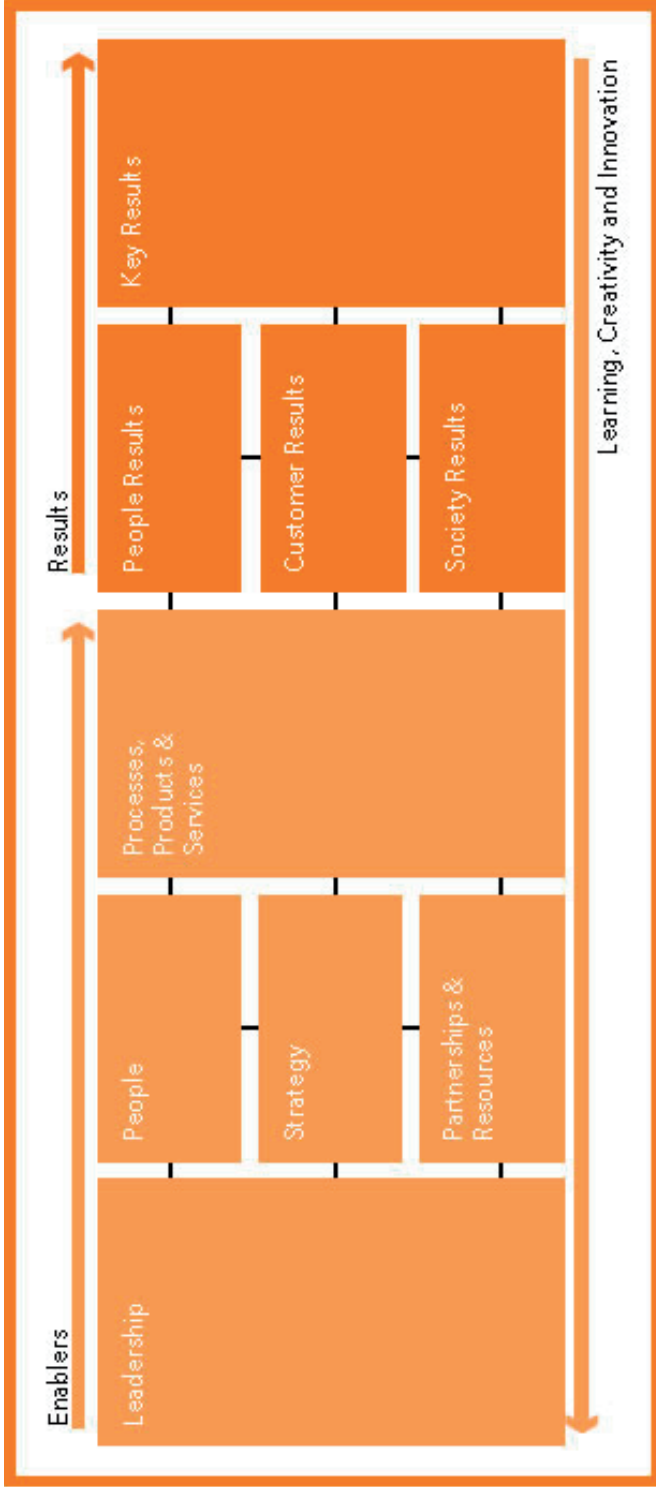 Enablers
Results
Leadership
People
Strategy
Partnerships &
Resources
Processes,
Products &
Services
People Results
Customer Results
Society Results
Key Results
Learning, Creativity and Innovation